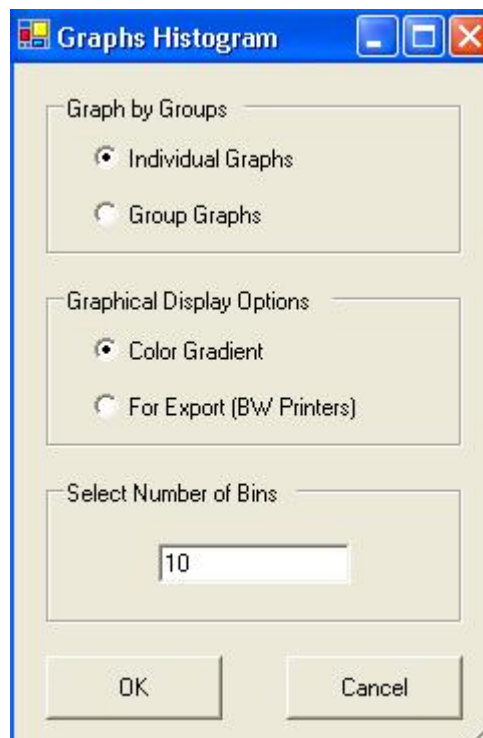 Graphs Histogram
Graph by Groups
Individual Graphs
Group Graphs
Graphical Display Options
Color Gradient
For Export (BW Printers)
Select Number of Bins
10
OK
Cancel